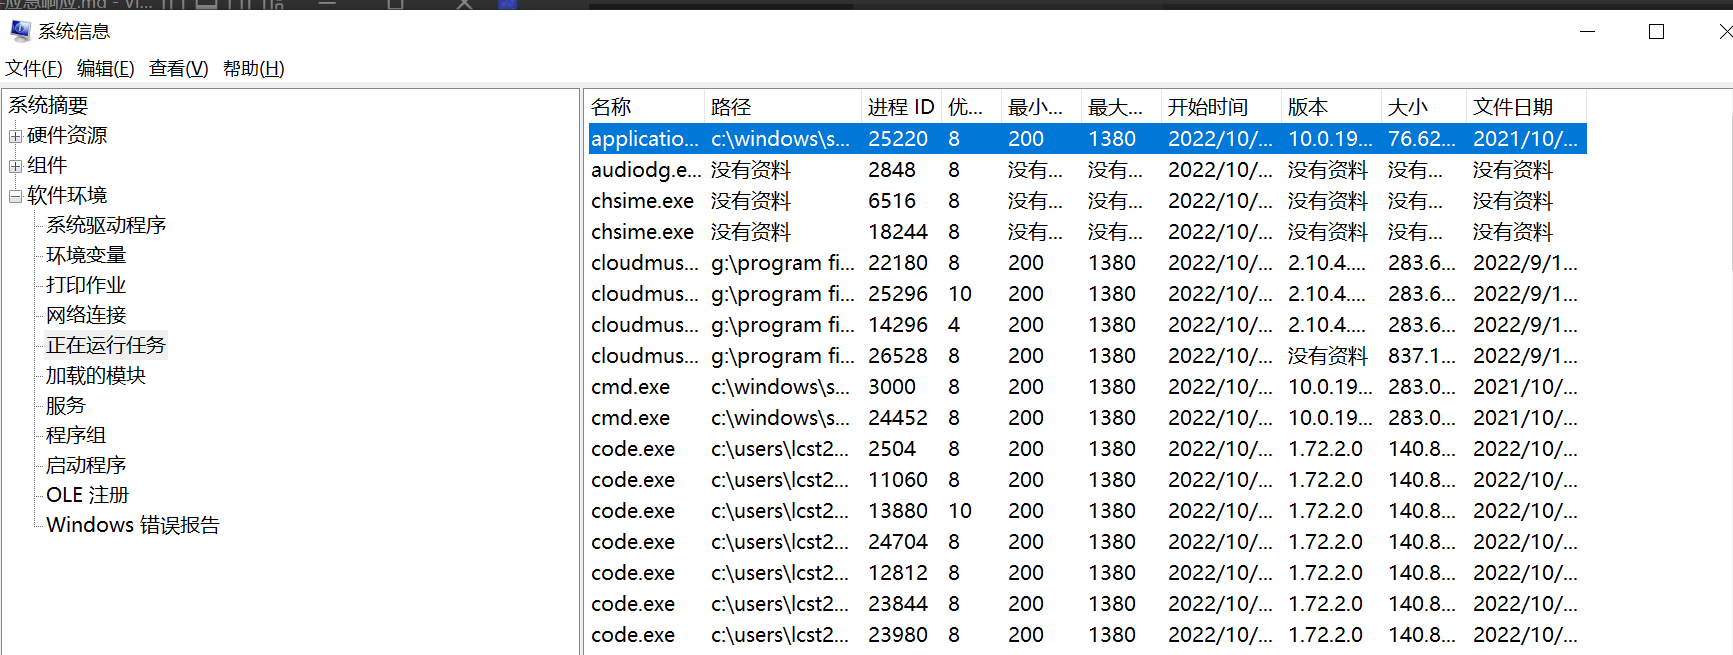 应急响应.md - Vi...
系统信息
文件(F) 编辑(E) 查看(V) 帮助(H)
系统摘要
硬件资源
组件
软件环境
系统驱动程序
环境变量
打印作业
网络连接
正在运行任务
加载的模块
服务
程序组
启动程序
OLE 注册
Windows 错误报告
名称 路径 进程 ID 优... 最小... 最大... 开始时间 版本 大小 文件日期
applicatio... c:\windows\s... 25220 8 200 1380 2022/10/... 10.0.19... 76.62... 2021/10/...
audiodg.e... 没有资料 2848 8 没有... 没有... 2022/10/... 没有资料 没有... 没有资料
chsime.exe 没有资料 6516 8 没有... 没有... 2022/10/... 没有资料 没有... 没有资料
chsime.exe 没有资料 18244 8 没有... 没有... 2022/10/... 没有资料 没有... 没有资料
cloudmus... g:\program fi... 22180 8 200 1380 2022/10/... 2.10.4.... 283.6... 2022/9/1...
cloudmus... g:\program fi... 25296 10 200 1380 2022/10/... 2.10.4.... 283.6... 2022/9/1...
cloudmus... g:\program fi... 14296 4 200 1380 2022/10/... 2.10.4.... 283.6... 2022/9/1...
cloudmus... g:\program fi... 26528 8 200 1380 2022/10/... 没有资料 837.1... 2022/9/1...
cmd.exe c:\windows\s... 3000 8 200 1380 2022/10/... 10.0.19... 283.0... 2021/10/...
cmd.exe c:\windows\s... 24452 8 200 1380 2022/10/... 10.0.19... 283.0... 2021/10/...
code.exe c:\users\lcst2... 2504 8 200 1380 2022/10/... 1.72.2.0 140.8... 2022/10/...
code.exe c:\users\lcst2... 11060 8 200 1380 2022/10/... 1.72.2.0 140.8... 2022/10/...
code.exe c:\users\lcst2... 13880 10 200 1380 2022/10/... 1.72.2.0 140.8... 2022/10/...
code.exe c:\users\lcst2... 24704 8 200 1380 2022/10/... 1.72.2.0 140.8... 2022/10/...
code.exe c:\users\lcst2... 12812 8 200 1380 2022/10/... 1.72.2.0 140.8... 2022/10/...
code.exe c:\users\lcst2... 23844 8 200 1380 2022/10/... 1.72.2.0 140.8... 2022/10/...
code.exe c:\users\lcst2... 23980 8 200 1380 2022/10/... 1.72.2.0 140.8... 2022/10/...